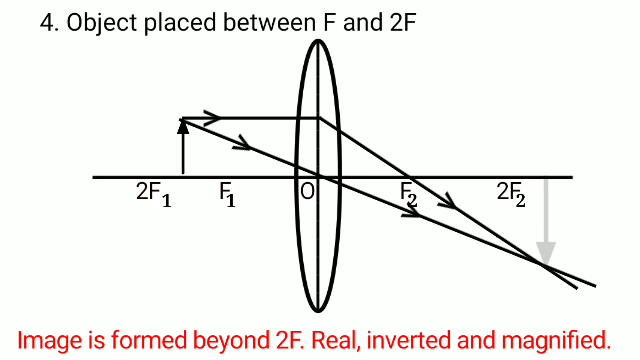 4. Object placed between F and 2F
2F1 F1 O F2 2F2
Image is formed beyond 2F. Real, inverted and magnified.